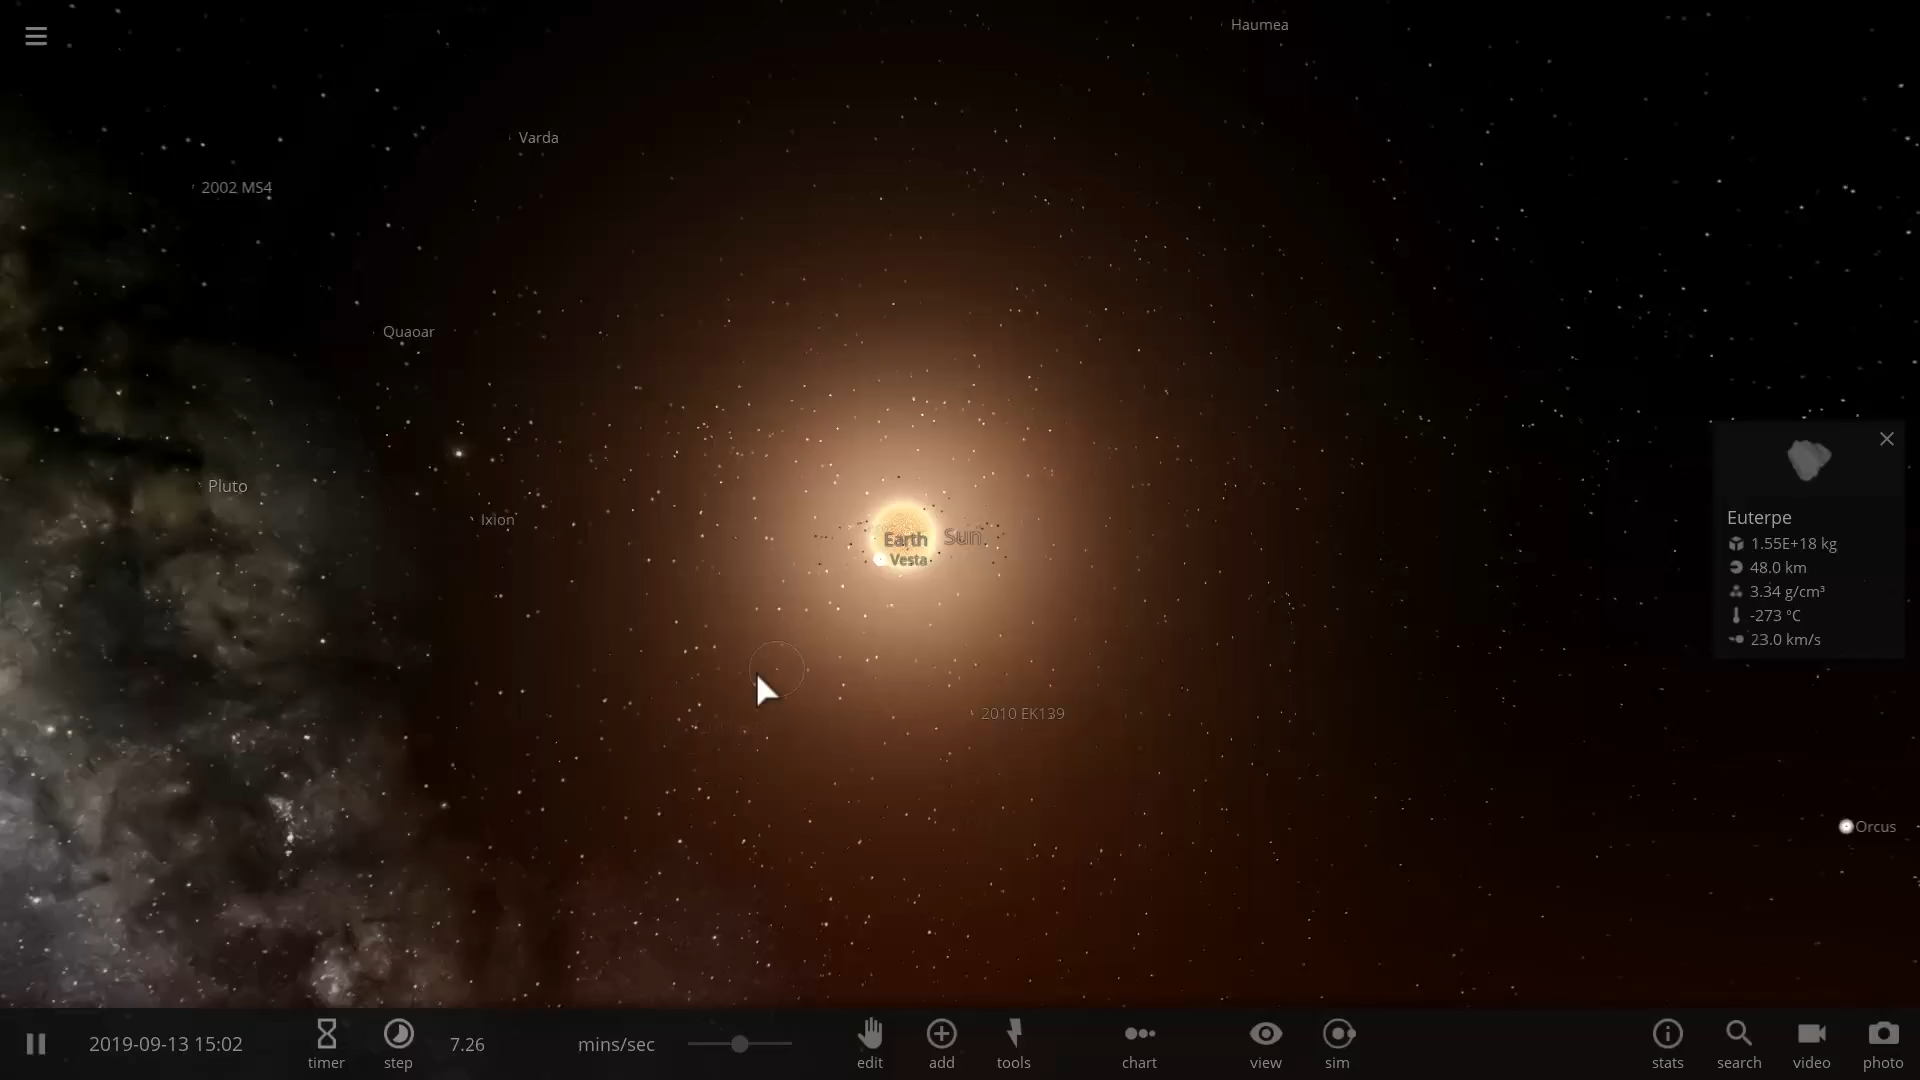 Haumea
Varda
2002 MS4
Quaoar
Pluto
Ixion
Earth
Sun
Vesta
2010 EK139
Euterpe
1.55E+18 kg
48.0 km
3.34 g/cm³
-273 °C
23.0 km/s
Orcus
2019-09-13 15:02
timer
step
7.26
mins/sec
edit
add
tools
chart
view
sim
stats
search
video
photo